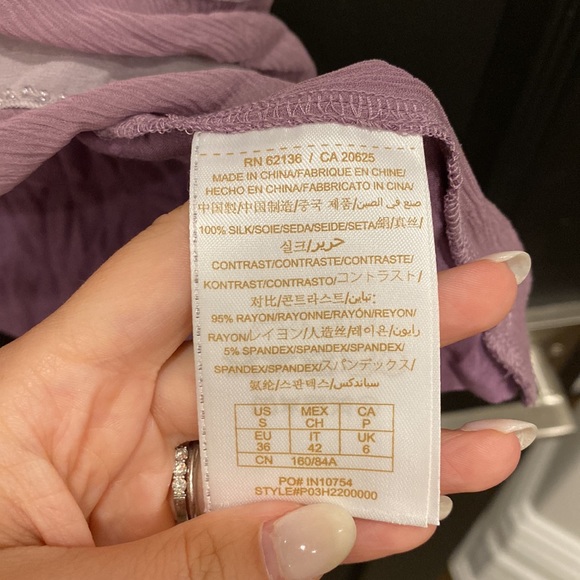 RN 62136 / CA 20625
MADE IN CHINA/FABRIQUE EN CHINE/
HECHO EN CHINA/FABBRICATO IN CINA/
中国製/中国制造/중국 제품/صنع في الصين/
100% SILK/SOIE/SEDA/SEIDE/SETA/絹/真丝/
실크/حرير/
CONTRAST/CONTRASTE/CONTRASTE/
KONTRAST/CONTRASTO/コントラスト/
对比/콘트라스트/تباين:
95% RAYON/RAYONNE/RAYÓN/REYON/
RAYON/レイヨン/人造丝/레이온/رايون/
5% SPANDEX/SPANDEX/SPANDEX/
SPANDEX/SPANDEX/スパンデックス/
氨纶/스판덱스/سباندكس/
US MEX CA
S CH P
EU IT UK
36 42 6
CN 160/84A
PO# IN10754
STYLE#P03H2200000